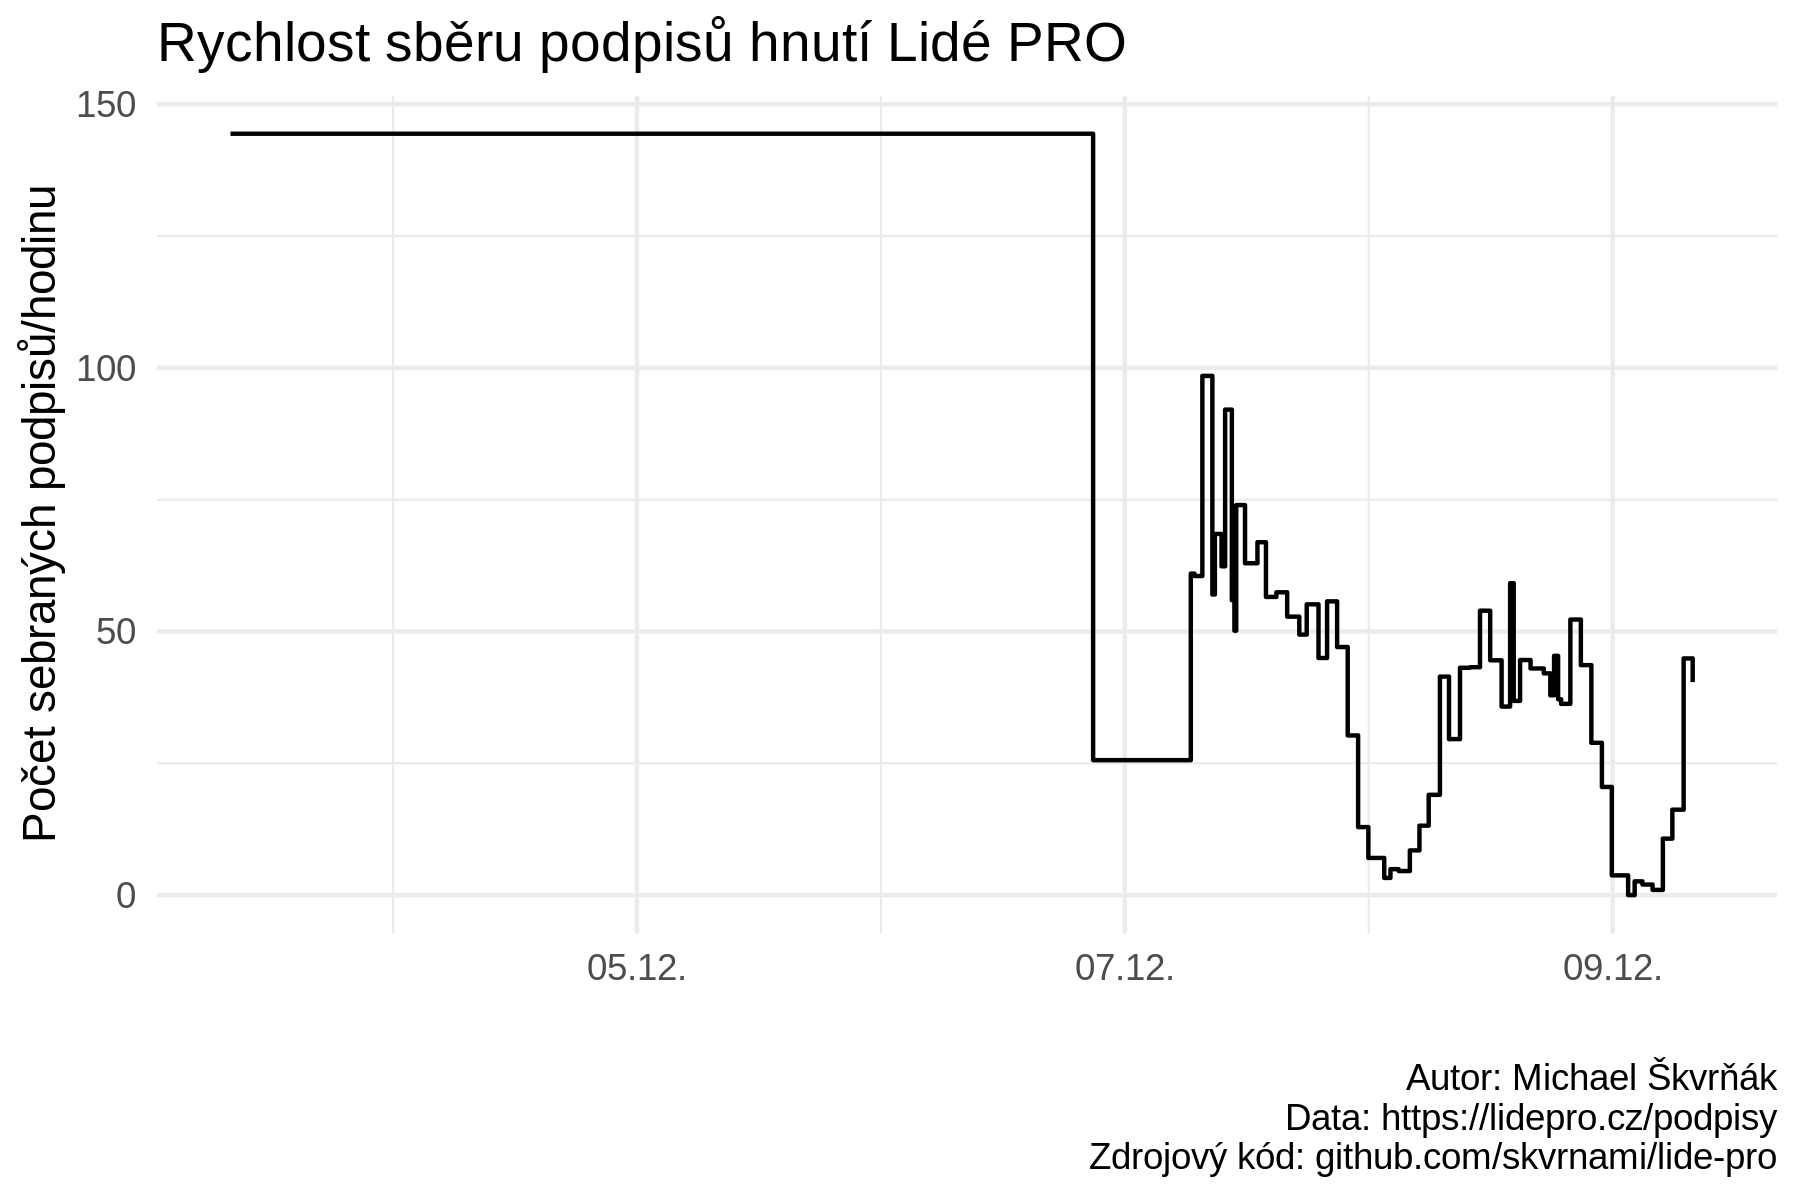 Rychlost sběru podpisů hnutí Lidé PRO
Počet sebraných podpisů/hodinu
150
100
50
0
05.12.
07.12.
09.12.
Autor: Michael Škvrňák
Data: https://lidepro.cz/podpisy
Zdrojový kód: github.com/skvrnami/lide-pro